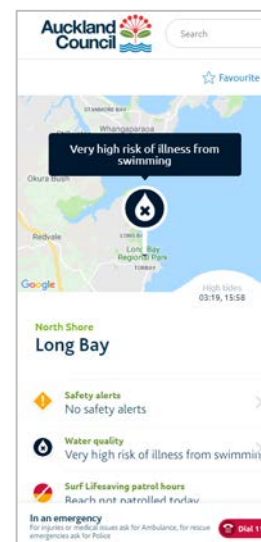 Auckland
Council
Search
Favourite
STANMORE BAY
Whangaparaoa
Very high risk of illness from
swimming
Okura Bush
Redvale
Long Bay
Regional Park
TORBAY
Google
High tides
03:19, 15:58
North Shore
Long Bay
Safety alerts
No safety alerts
Water quality
Very high risk of illness from swimmin
Surf Lifesaving patrol hours
Beach not patrolled today
In an emergency
For injuries or medical issues ask for Ambulance, for rescue
emergencies ask for Police
Dial 1